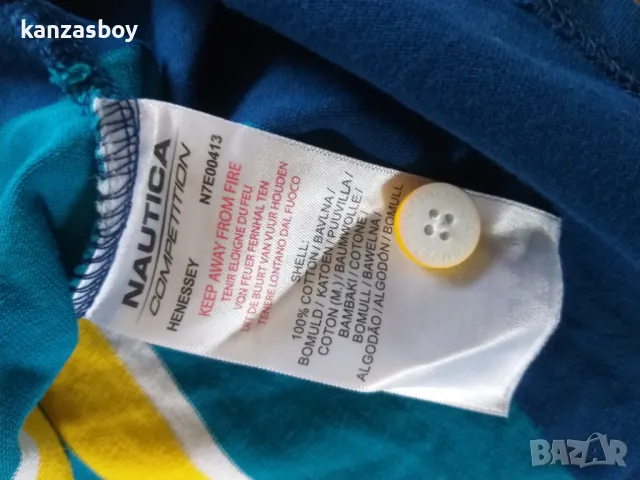 kanzasboy
NAUTICA
COMPETITION
HENESSEY
N7E00413
KEEP AWAY FROM FIRE
TENIR ELOIGNE DU FEU
VON FEUER FERNHALTEN
UIT DE BUURT VAN VUUR HOUDEN
TENERE LONTANO DAL FUOCO
SHELL:
100% COTTON / BAVLNA /
BOMULD / KATOEN / PUUVILLA /
COTON (M.) / BAUMWOLLE /
BAMBAKI / COTONE /
BOMULL / BAWEŁNA /
ALGODÃO / ALGODÓN / BOMULL
BAZAR
bazar.bg